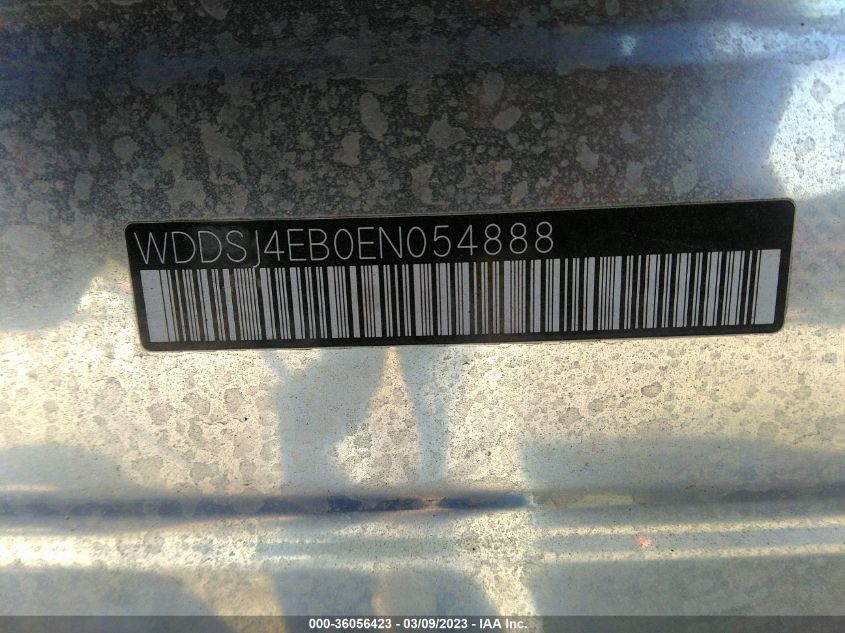 WDDSJ4EB0EN054888
000-36056423 - 03/09/2023 - IAA Inc.